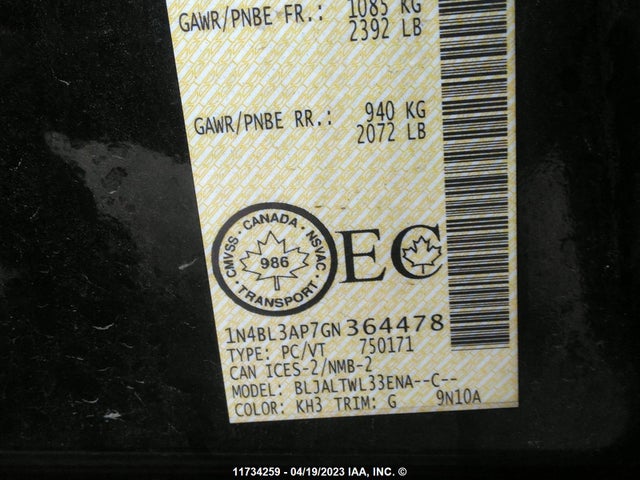 GAWR/PNBE FR.: 1085 KG
2392 LB
GAWR/PNBE RR.: 940 KG
2072 LB
CMVSS · CANADA · NSVAC · TRANSPORT ·
986
EC
1N4BL3AP7GN364478
TYPE: PC/VT 750171
CAN ICES-2/NMB-2
MODEL: BLJALTWL33ENA--C--
COLOR: KH3 TRIM: G 9N10A
11734259 - 04/19/2023 IAA, INC. ©